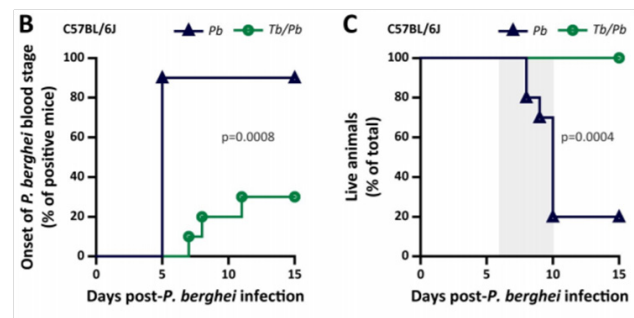 B C57BL/6J Pb Tb/Pb
Onset of P. berghei blood stage
(% of positive mice)
100
80
60
40
20
0
p=0.0008
0 5 10 15
Days post-P. berghei infection
C C57BL/6J Pb Tb/Pb
Live animals
(% of total)
100
80
60
40
20
0
p=0.0004
0 5 10 15
Days post-P. berghei infection